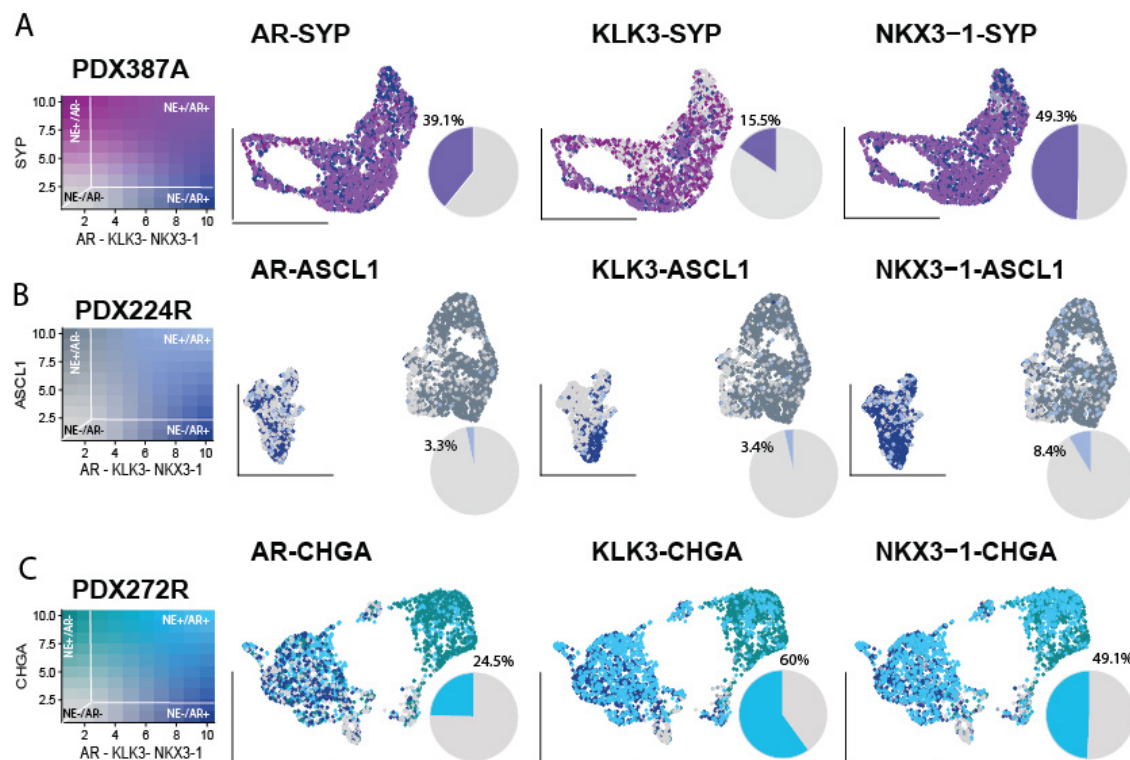 A
PDX387A
AR-SYP
KLK3-SYP
NKX3−1-SYP
10.0
7.5
5.0
2.5
SYP
NE+/AR-
NE+/AR+
NE-/AR-
NE-/AR+
2 4 6 8 10
AR - KLK3- NKX3-1
39.1%
15.5%
49.3%
B
PDX224R
AR-ASCL1
KLK3-ASCL1
NKX3−1-ASCL1
10.0
7.5
5.0
2.5
ASCL1
NE+/AR-
NE+/AR+
NE-/AR-
NE-/AR+
2 4 6 8 10
AR - KLK3- NKX3-1
3.3%
3.4%
8.4%
C
PDX272R
AR-CHGA
KLK3-CHGA
NKX3−1-CHGA
10.0
7.5
5.0
2.5
CHGA
NE+/AR-
NE+/AR+
NE-/AR-
NE-/AR+
2 4 6 8 10
AR - KLK3- NKX3-1
24.5%
60%
49.1%